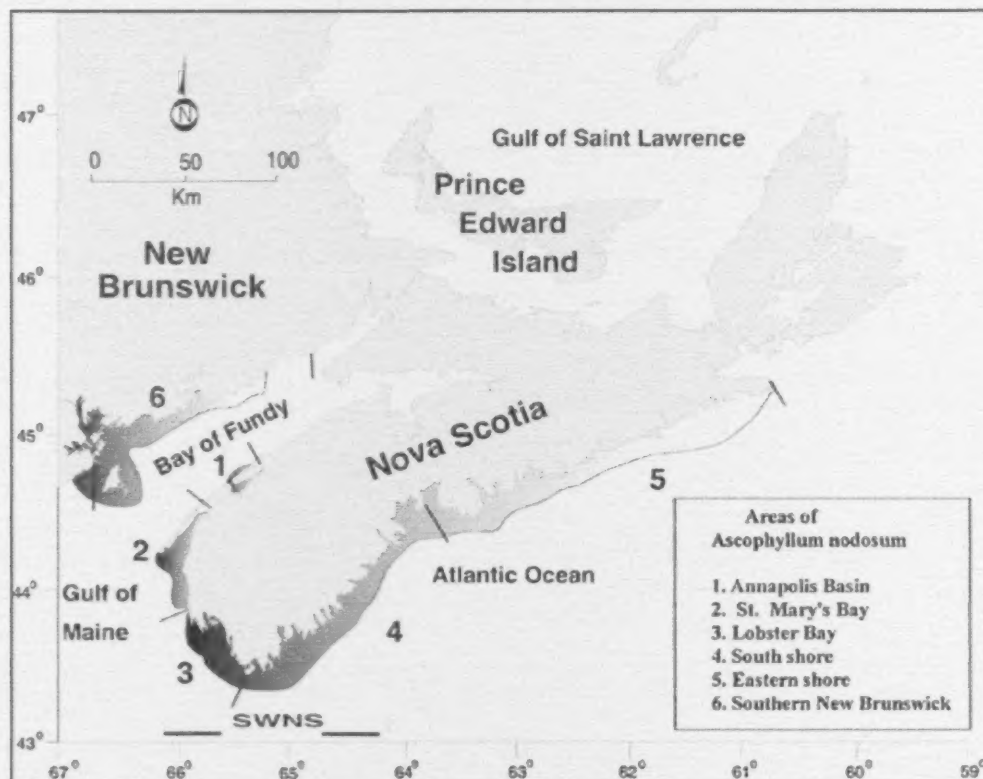 47°
N
0 50 100
Km
Gulf of Saint Lawrence
Prince
Edward
Island
New
Brunswick
46°
6
45°
Bay of Fundy
1
Nova Scotia
5
2
44°
Gulf of
Maine
Atlantic Ocean
4
3
SWNS
43°
Areas of
Ascophyllum nodosum
1. Annapolis Basin
2. St. Mary's Bay
3. Lobster Bay
4. South shore
5. Eastern shore
6. Southern New Brunswick
67° 66° 65° 64° 63° 62° 61° 60° 59°